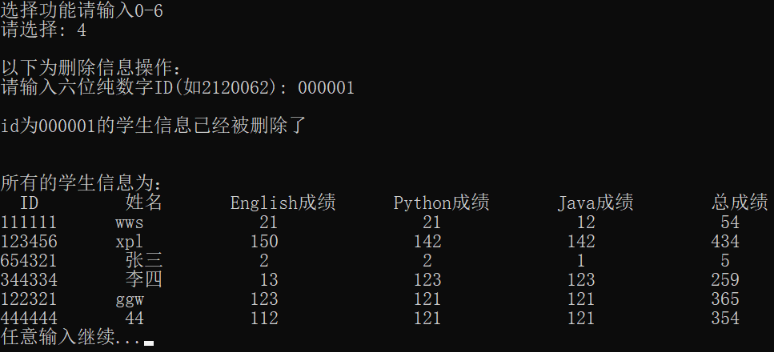 选择功能请输入0-6
请选择: 4
以下为删除信息操作:
请输入六位纯数字ID(如2120062): 000001
id为000001的学生信息已经被删除了
所有的学生信息为:
ID 姓名 English成绩 Python成绩 Java成绩 总成绩
111111 wws 21 21 12 54
123456 xpl 150 142 142 434
654321 张三 2 2 1 5
344334 李四 13 123 123 259
122321 ggw 123 121 121 365
444444 44 112 121 121 354
任意输入继续...